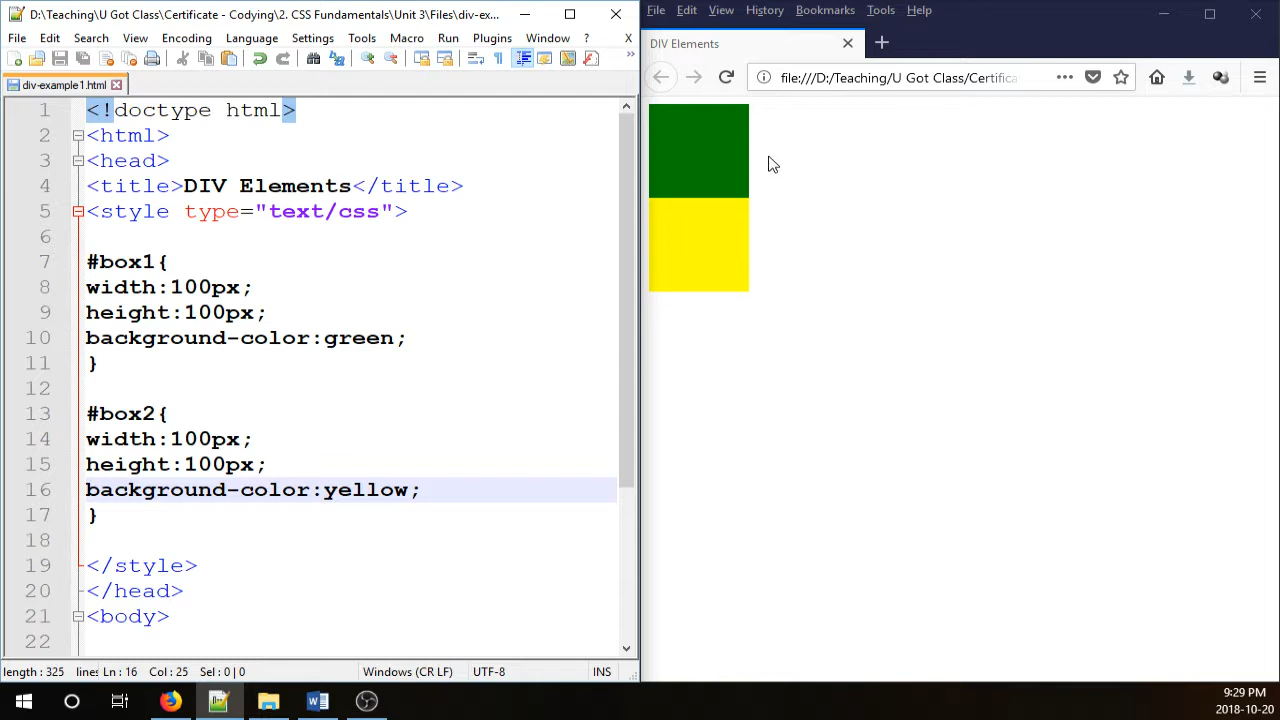 D:\Teaching\U Got Class\Certificate - Codying\2. CSS Fundamentals\Unit 3\Files\div-ex...
File Edit Search View Encoding Language Settings Tools Macro Run Plugins Window ? X
div-example1.html
1 <!doctype html>
2 <html>
3 <head>
4 <title>DIV Elements</title>
5 <style type="text/css">
6
7 #box1{
8 width:100px;
9 height:100px;
10 background-color:green;
11 }
12
13 #box2{
14 width:100px;
15 height:100px;
16 background-color:yellow;
17 }
18
19 </style>
20 </head>
21 <body>
22
length : 325 lines Ln : 16 Col : 25 Sel : 0 | 0 Windows (CR LF) UTF-8 INS
File Edit View History Bookmarks Tools Help
DIV Elements
file:///D:/Teaching/U Got Class/Certifica
9:29 PM
2018-10-20